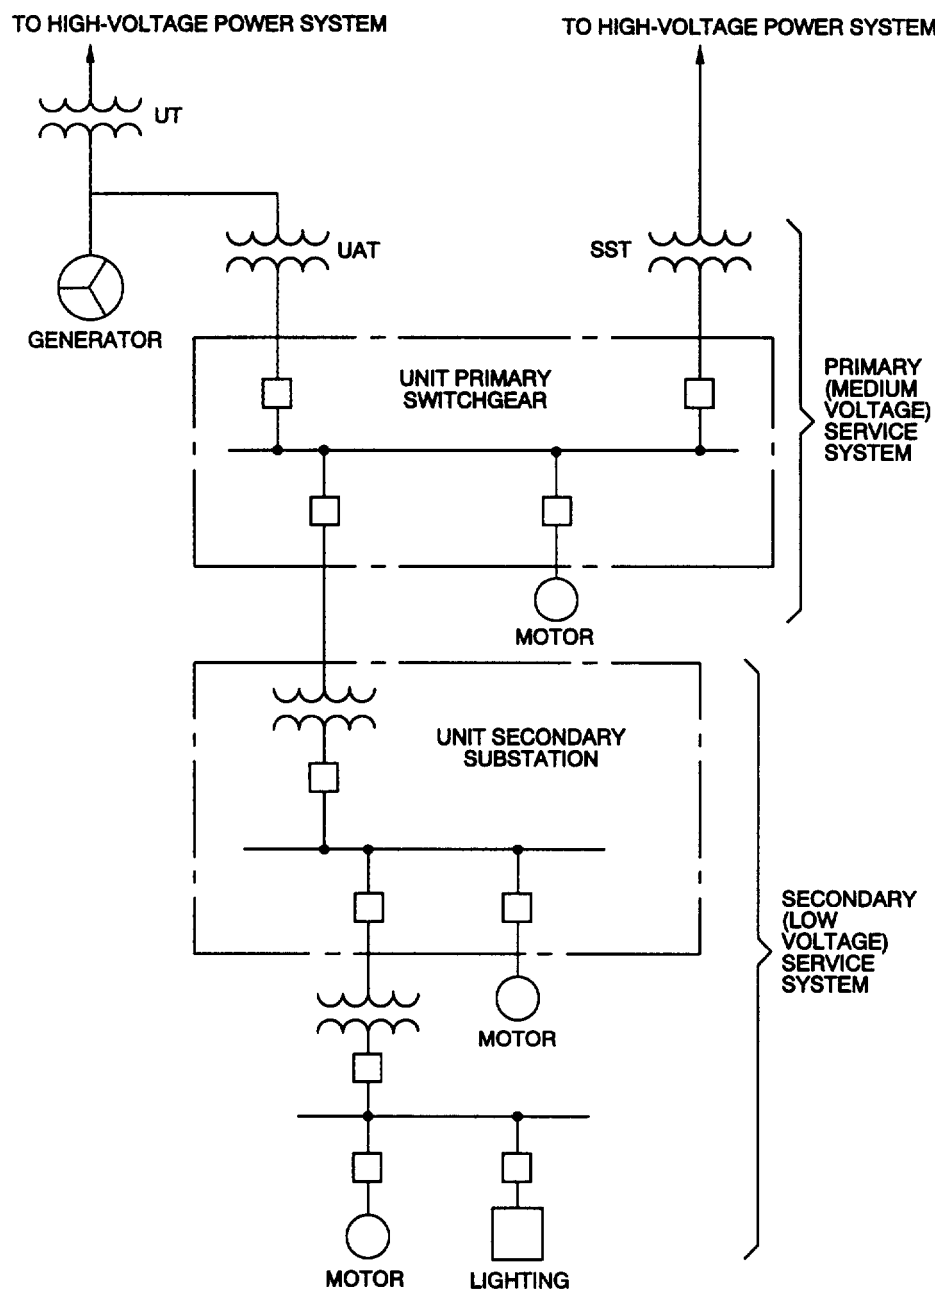 TO HIGH-VOLTAGE POWER SYSTEM
TO HIGH-VOLTAGE POWER SYSTEM
UT
UAT
SST
GENERATOR
UNIT PRIMARY
SWITCHGEAR
PRIMARY
(MEDIUM
VOLTAGE)
SERVICE
SYSTEM
MOTOR
UNIT SECONDARY
SUBSTATION
SECONDARY
(LOW
VOLTAGE)
SERVICE
SYSTEM
MOTOR
MOTOR
LIGHTING